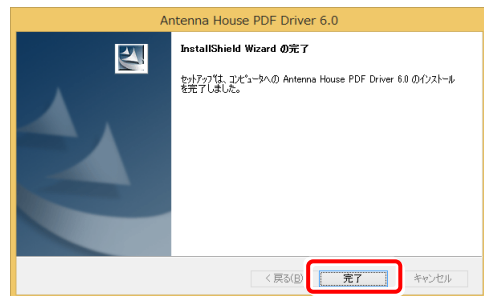 Antenna House PDF Driver 6.0
InstallShield Wizard の完了
ｾｯﾄｱｯﾌﾟは、ｺﾝﾋﾟｭｰﾀへの Antenna House PDF Driver 6.0 のｲﾝｽﾄｰﾙ
を完了しました。
< 戻る(B)
完了
ｷｬﾝｾﾙ